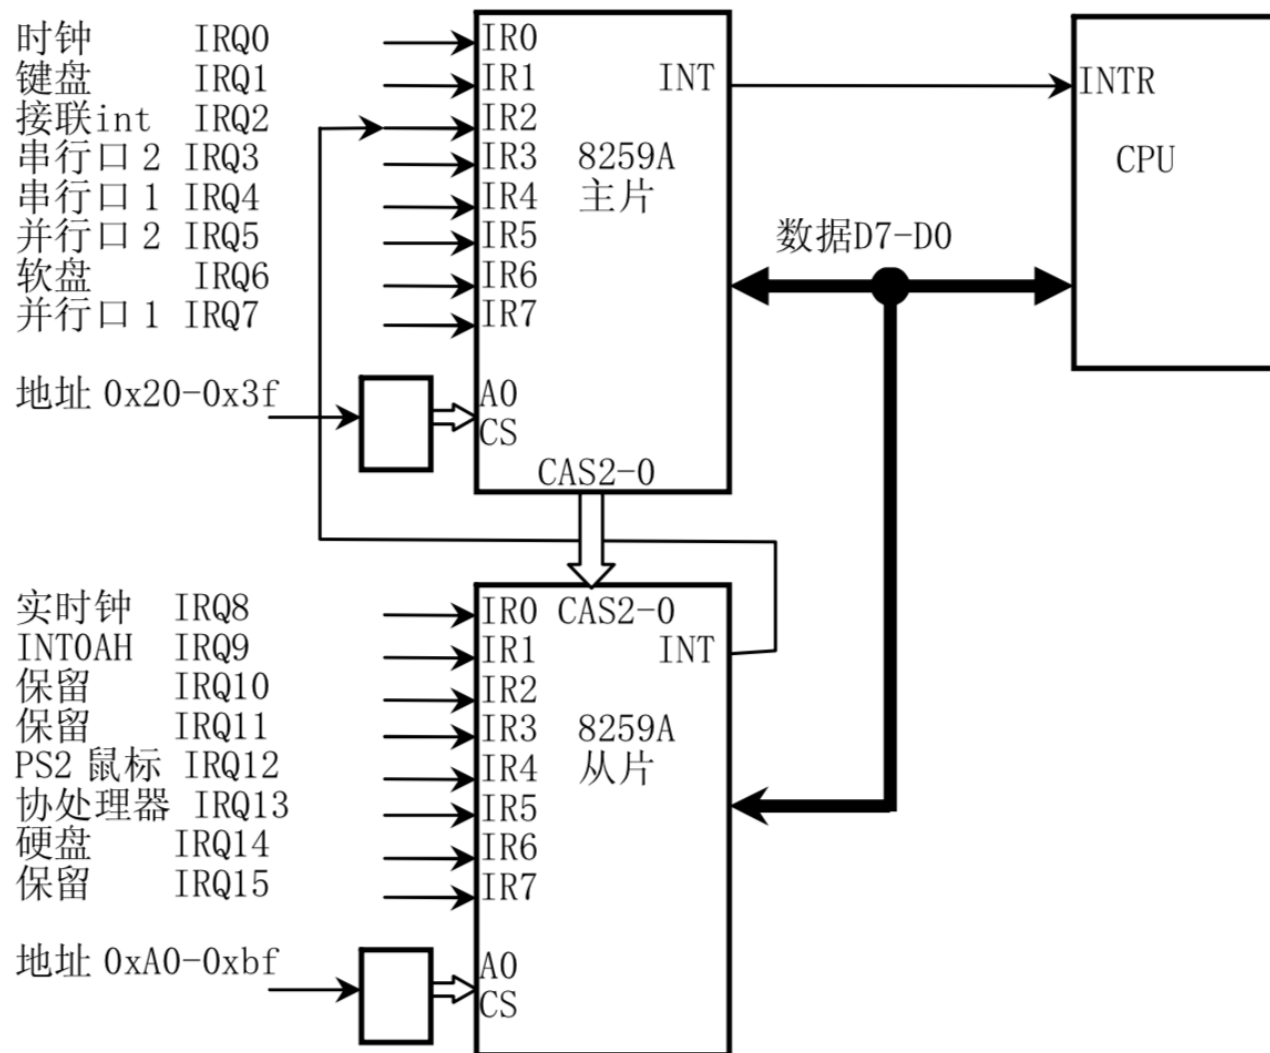 时钟 IRQ0 IR0
键盘 IRQ1 IR1 INT INTR
接联int IRQ2 IR2
串行口 2 IRQ3 IR3 8259A CPU
串行口 1 IRQ4 IR4 主片
并行口 2 IRQ5 IR5 数据D7-D0
软盘 IRQ6 IR6
并行口 1 IRQ7 IR7
地址 0x20-0x3f A0
CS
CAS2-0
实时钟 IRQ8 IR0 CAS2-0
INT0AH IRQ9 IR1 INT
保留 IRQ10 IR2
保留 IRQ11 IR3 8259A
PS2 鼠标 IRQ12 IR4 从片
协处理器 IRQ13 IR5
硬盘 IRQ14 IR6
保留 IRQ15 IR7
地址 0xA0-0xbf A0
CS